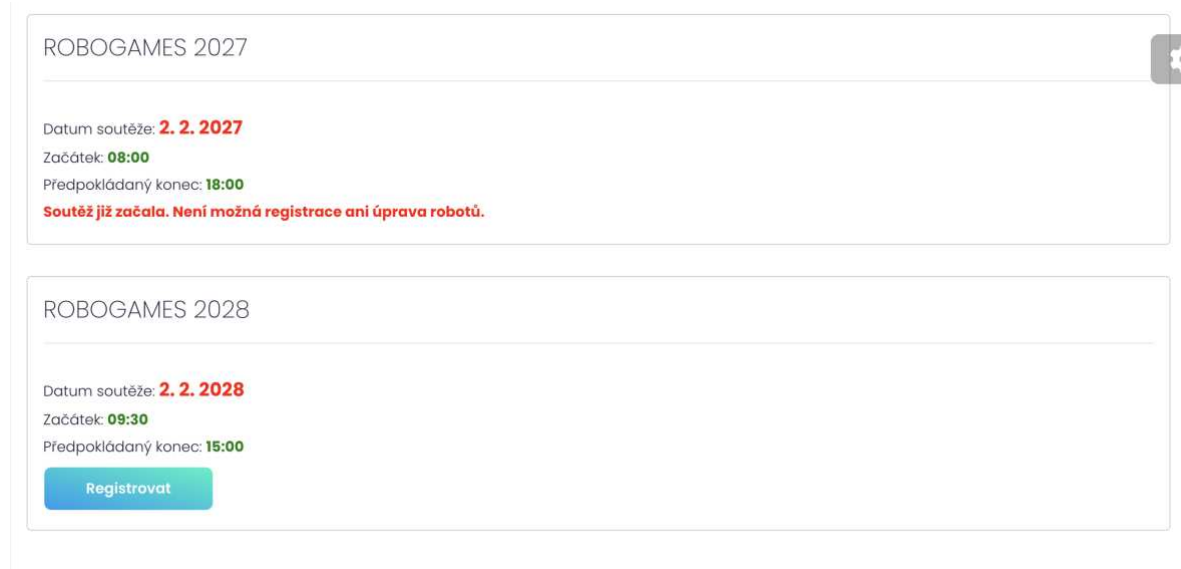 ROBOGAMES 2027
Datum soutěže: 2. 2. 2027
Začátek: 08:00
Předpokládaný konec: 18:00
Soutěž již začala. Není možná registrace ani úprava robotů.
ROBOGAMES 2028
Datum soutěže: 2. 2. 2028
Začátek: 09:30
Předpokládaný konec: 15:00
Registrovat